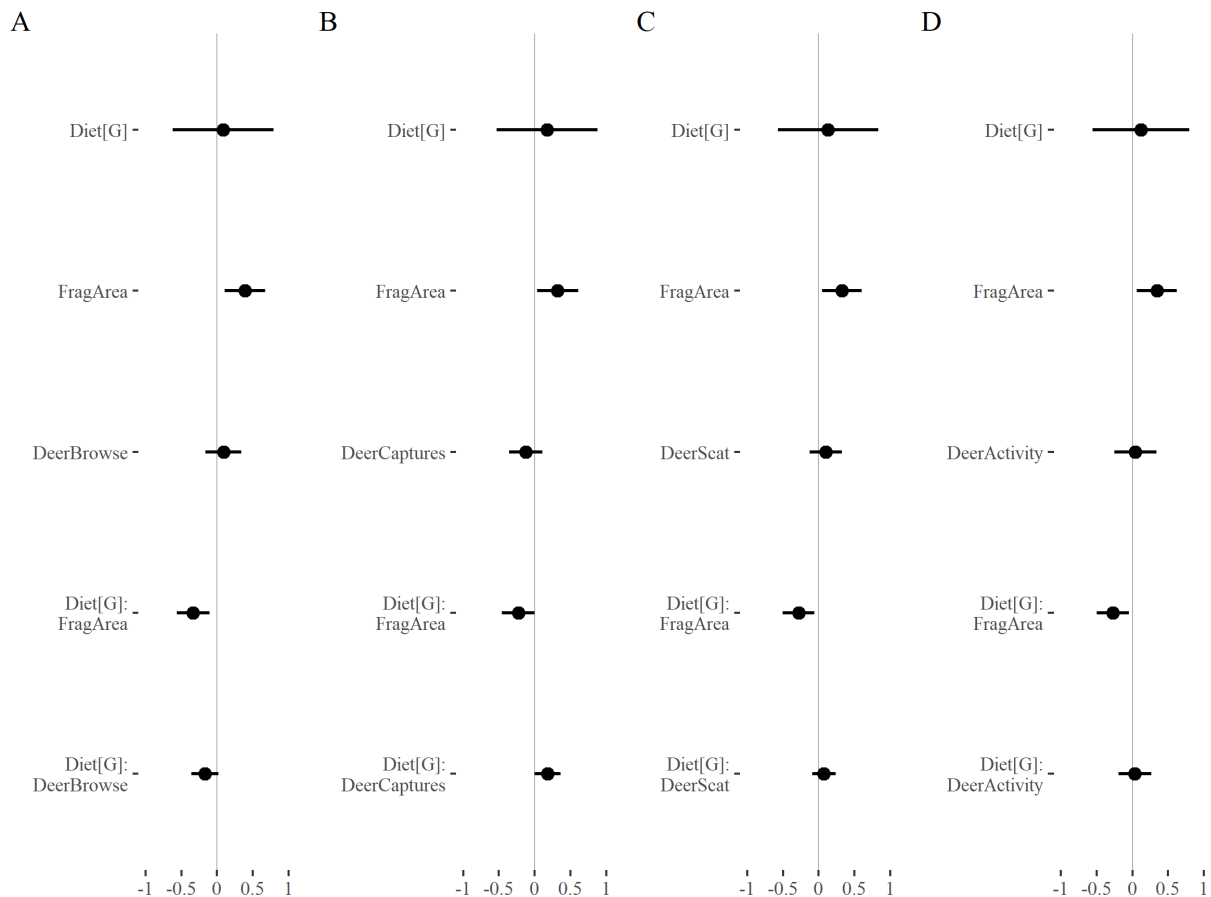 A
Diet[G]
FragArea
DeerBrowse
Diet[G]:
FragArea
Diet[G]:
DeerBrowse
-1 -0.5 0 0.5 1
B
Diet[G]
FragArea
DeerCaptures
Diet[G]:
FragArea
Diet[G]:
DeerCaptures
-1 -0.5 0 0.5 1
C
Diet[G]
FragArea
DeerScat
Diet[G]:
FragArea
Diet[G]:
DeerScat
-1 -0.5 0 0.5 1
D
Diet[G]
FragArea
DeerActivity
Diet[G]:
FragArea
Diet[G]:
DeerActivity
-1 -0.5 0 0.5 1